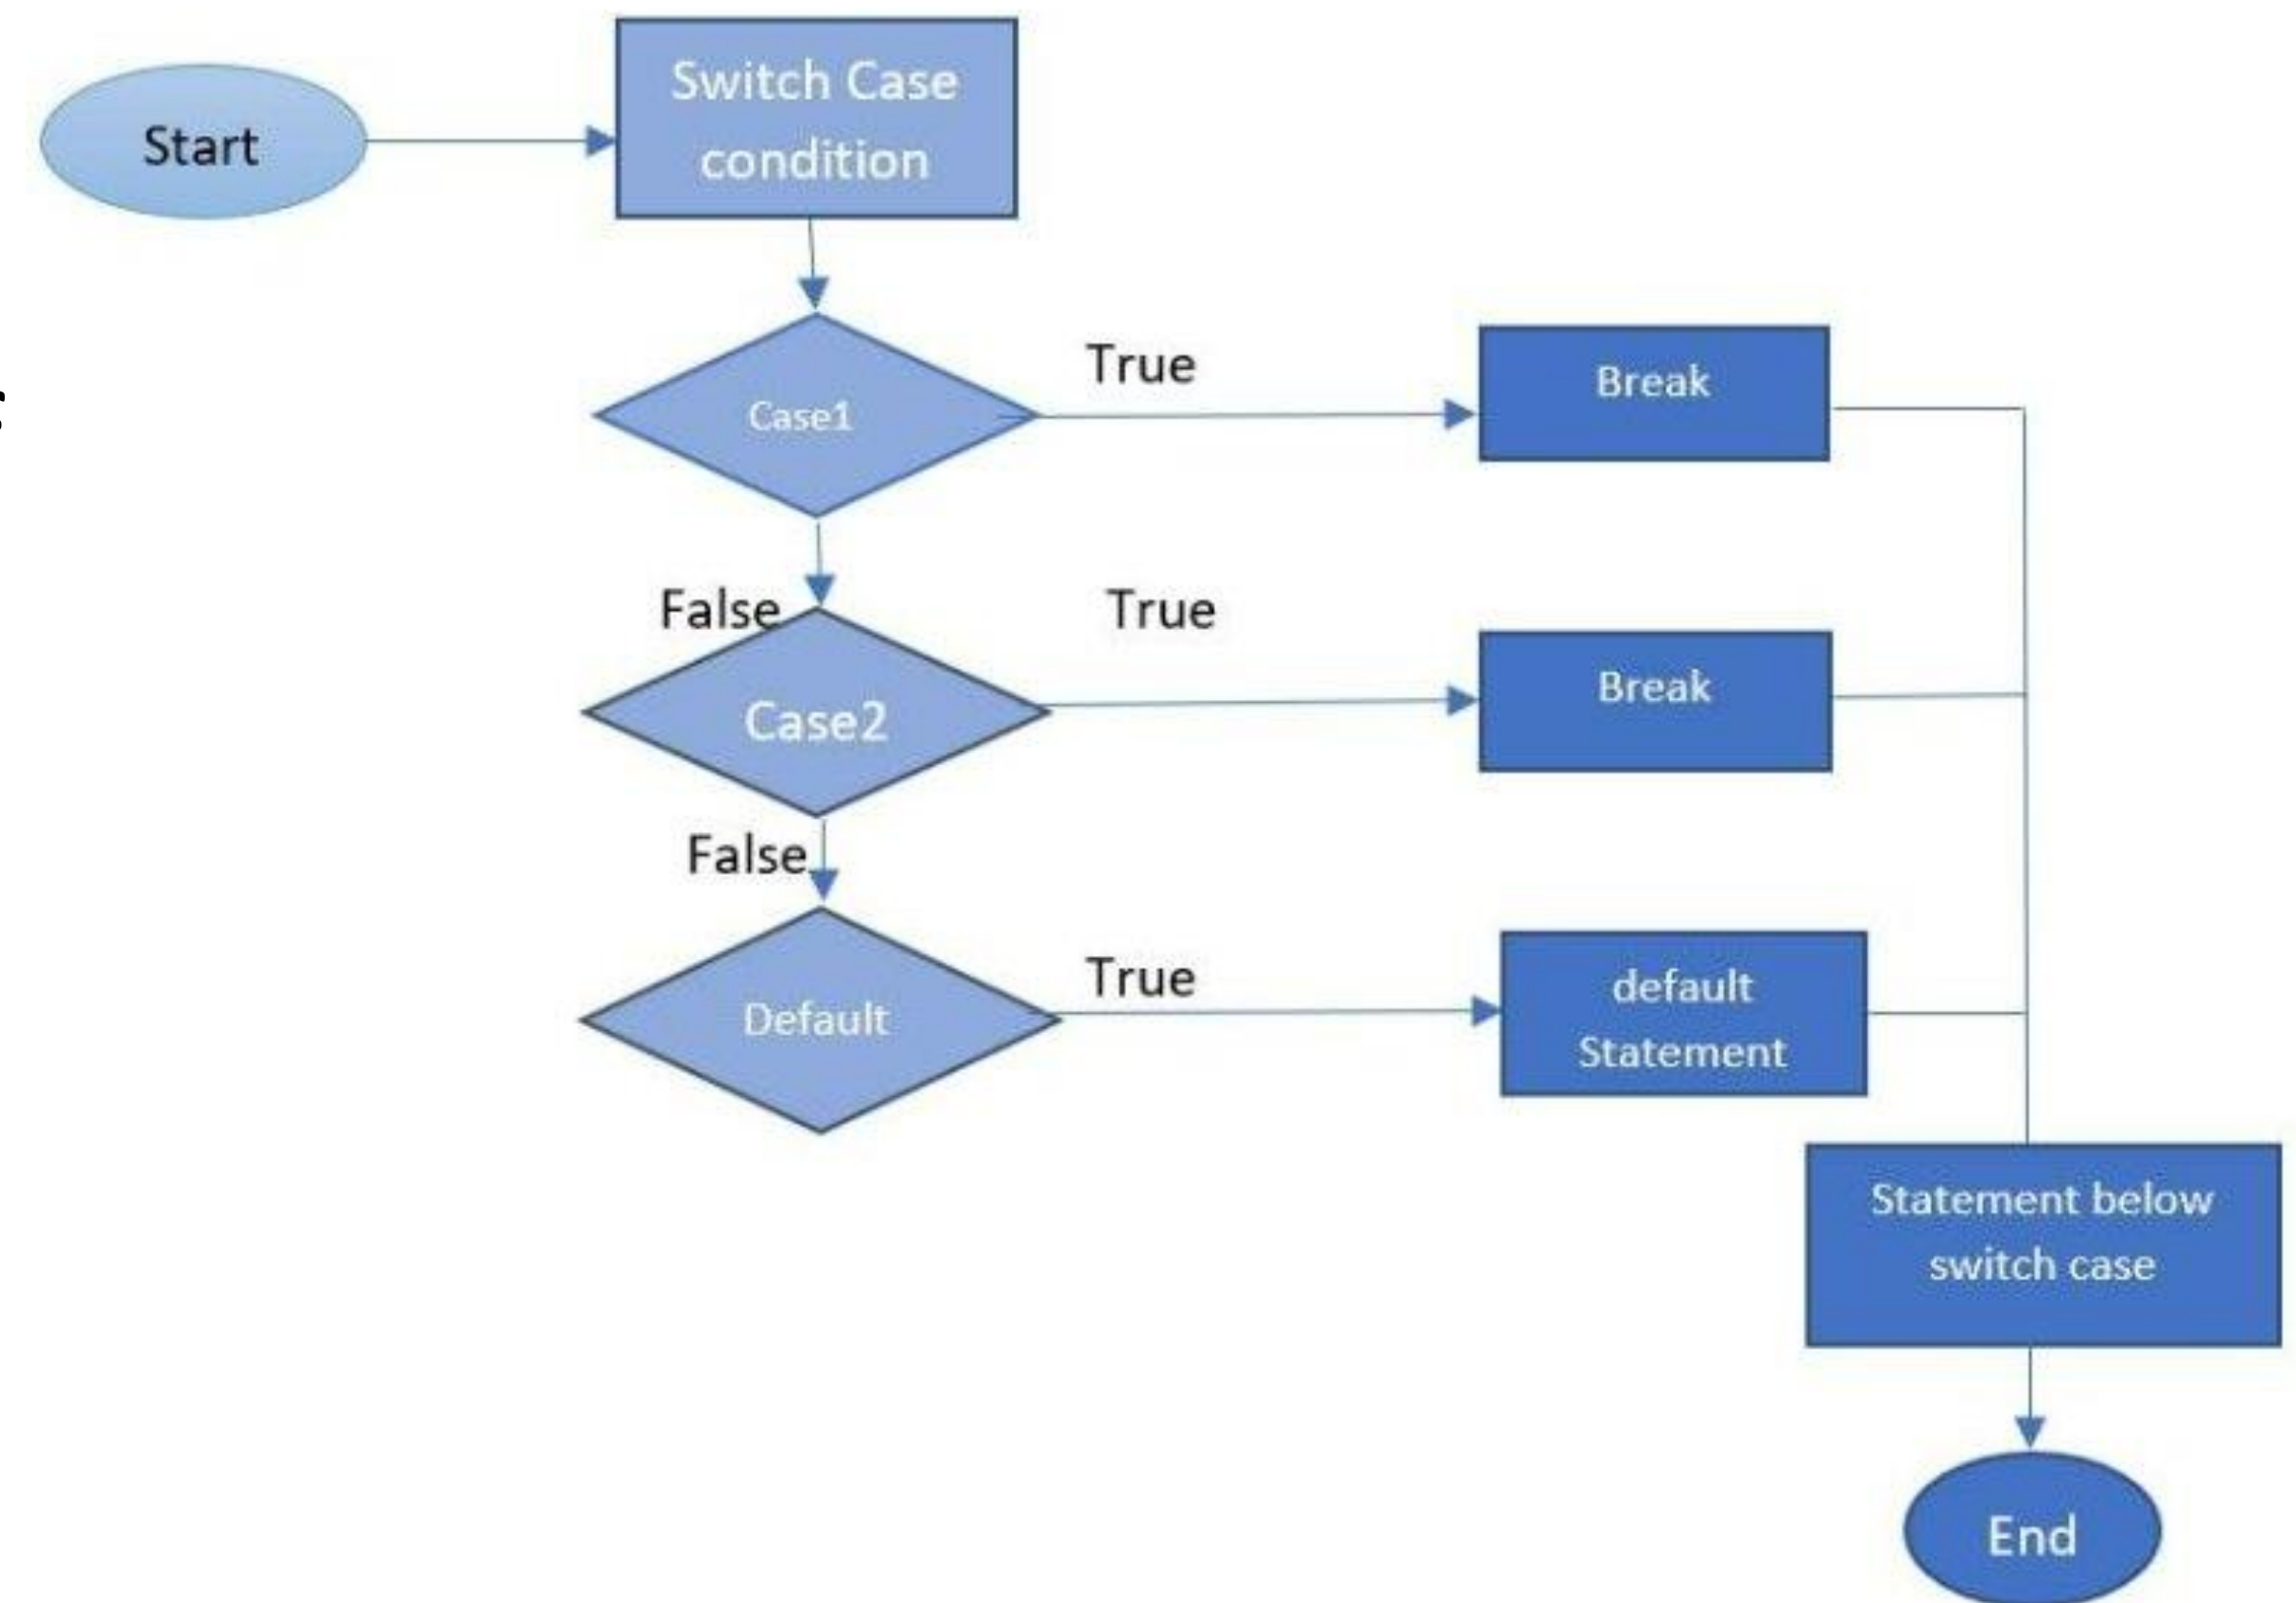 Start
Switch Case
condition
Case1
True
Break
False
True
Case2
Break
False
Default
True
default
Statement
Statement below
switch case
End